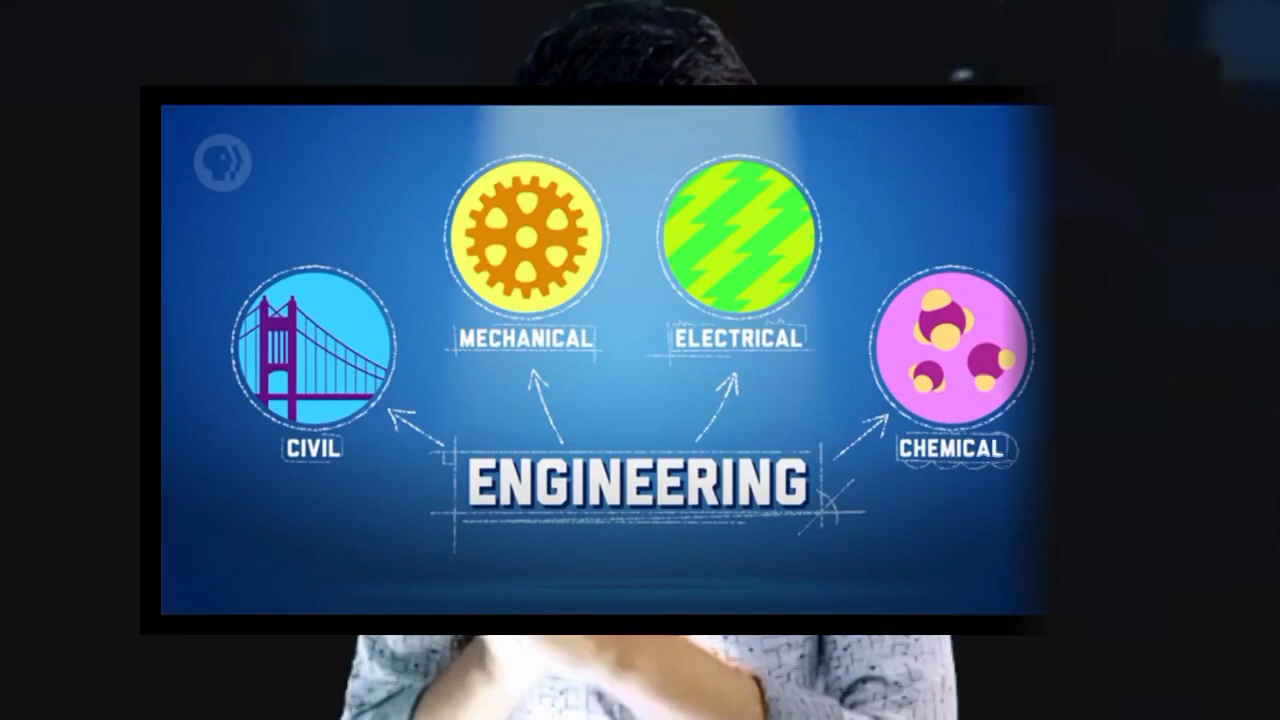 MECHANICAL
ELECTRICAL
CIVIL
CHEMICAL
ENGINEERING